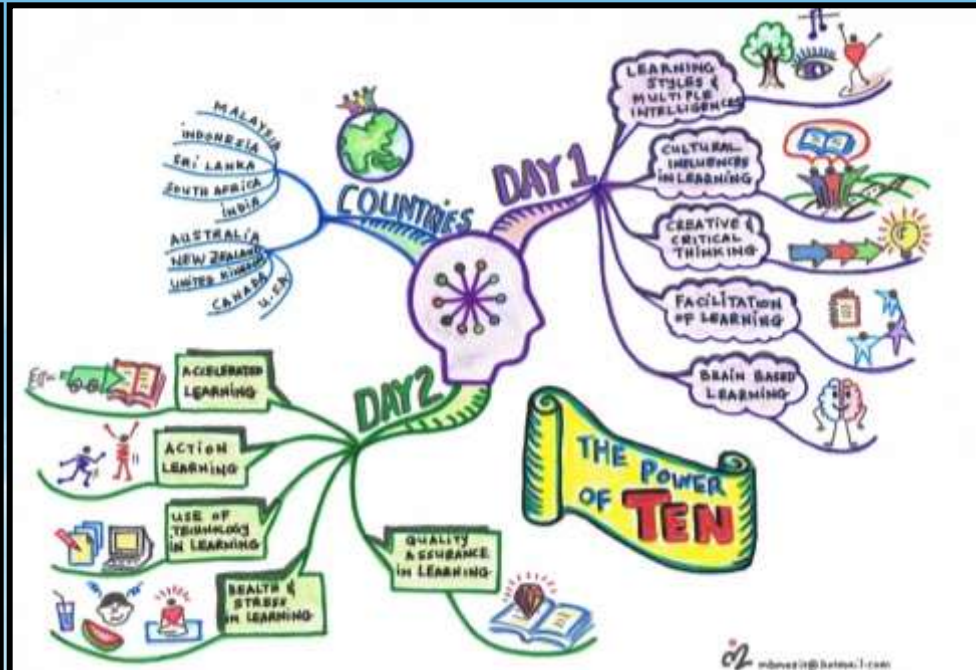 COUNTRIES
MALAYSIA
INDONESIA
SRI LANKA
SOUTH AFRICA
INDIA
AUSTRALIA
NEW ZEALAND
UNITED KINGDOM
CANADA
U.S.A
DAY 1
LEARNING
STYLES &
MULTIPLE
INTELLIGENCES
CULTURAL
INFLUENCES
IN LEARNING
CREATIVE &
CRITICAL
THINKING
FACILITATION
OF LEARNING
BRAIN BASED
LEARNING
DAY 2
ACCELERATED
LEARNING
ACTION
LEARNING
USE OF
TECHNOLOGY
IN LEARNING
HEALTH &
STRESS
IN LEARNING
QUALITY
ASSURANCE
IN LEARNING
THE POWER
OF TEN